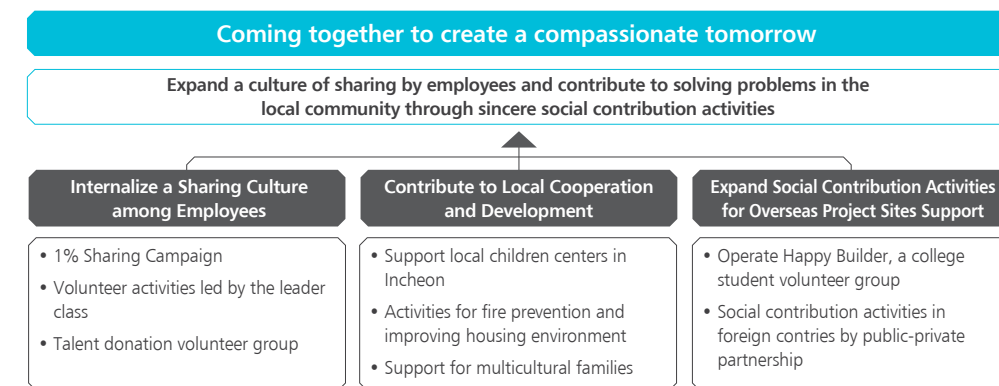 Coming together to create a compassionate tomorrow
Expand a culture of sharing by employees and contribute to solving problems in the
local community through sincere social contribution activities
Internalize a Sharing Culture
among Employees
• 1% Sharing Campaign
• Volunteer activities led by the leader
class
• Talent donation volunteer group
Contribute to Local Cooperation
and Development
• Support local children centers in
Incheon
• Activities for fire prevention and
improving housing environment
• Support for multicultural families
Expand Social Contribution Activities
for Overseas Project Sites Support
• Operate Happy Builder, a college
student volunteer group
• Social contribution activities in
foreign contries by public-private
partnership